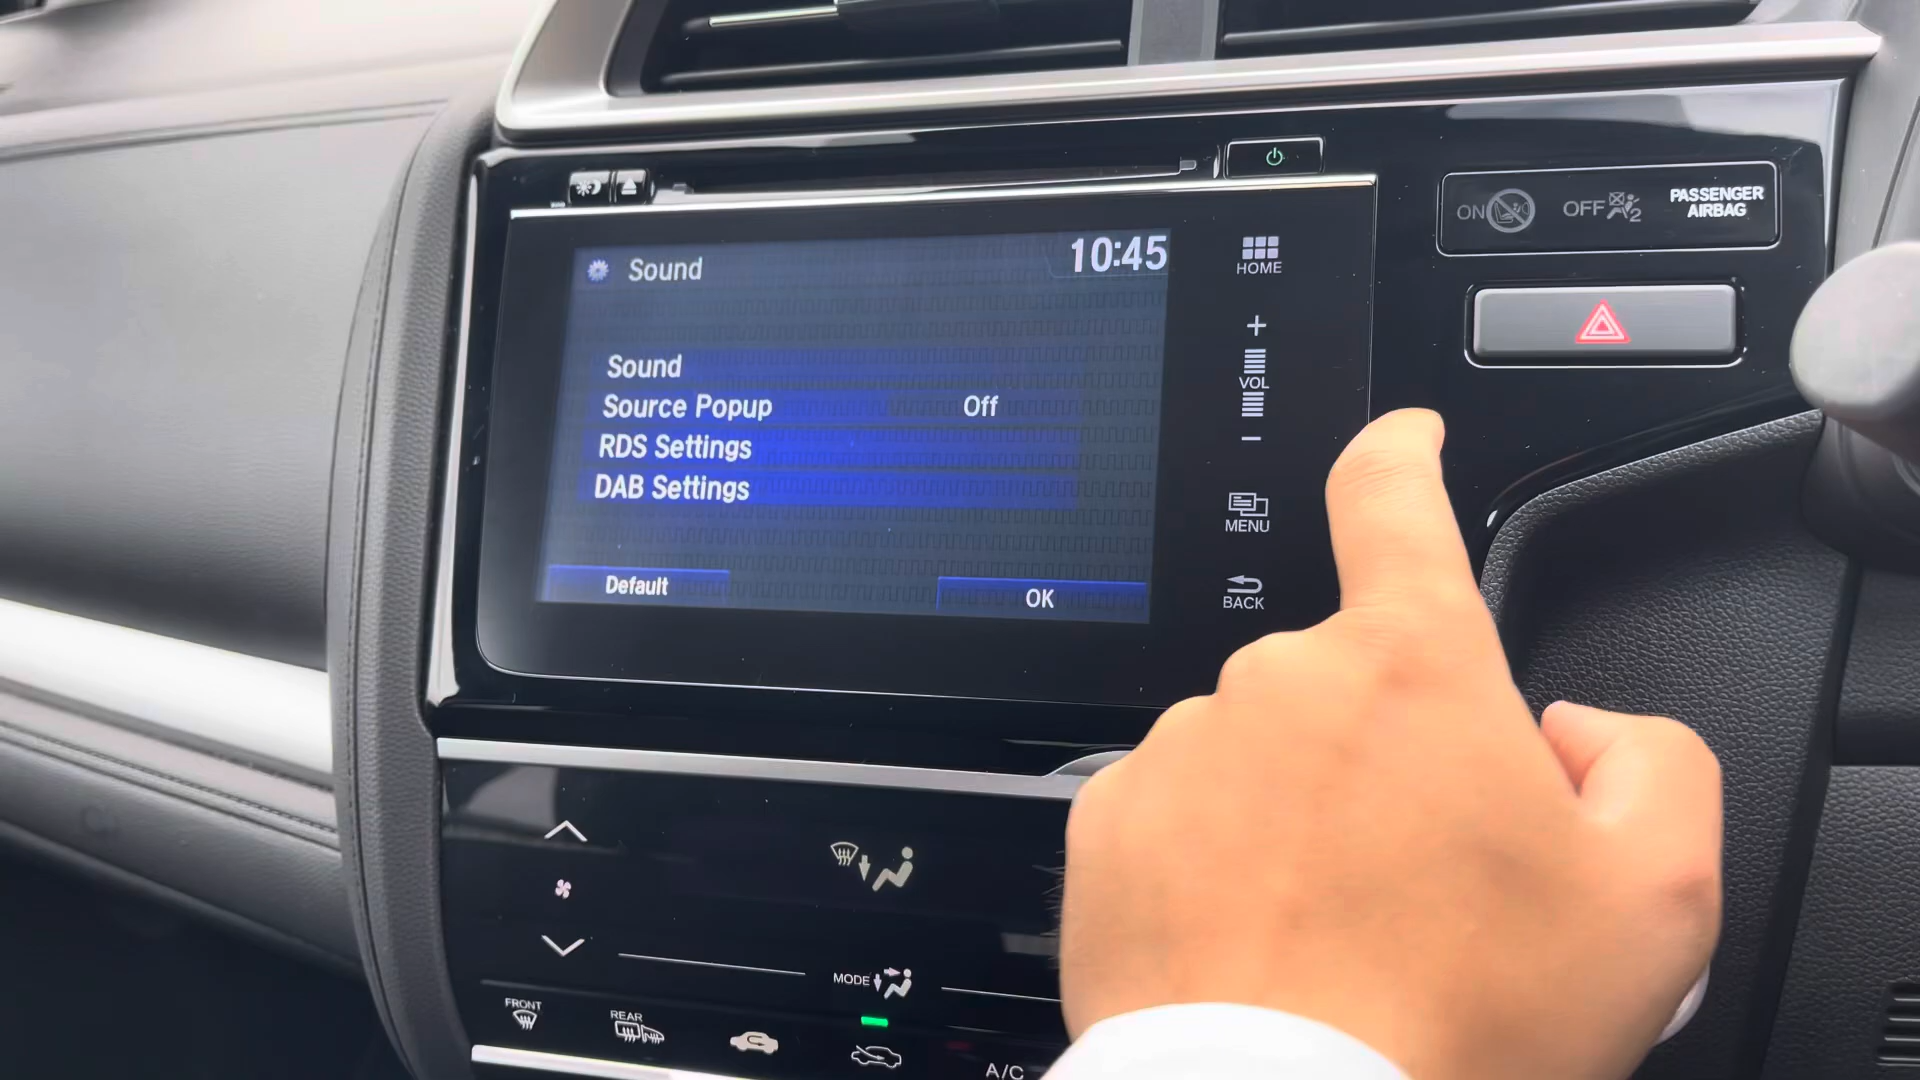 ON
OFF
2
PASSENGER
AIRBAG
Sound
10:45
HOME
+
VOL
−
Sound
Source Popup Off
RDS Settings
DAB Settings
MENU
BACK
Default
OK
MODE
FRONT
REAR
A/C